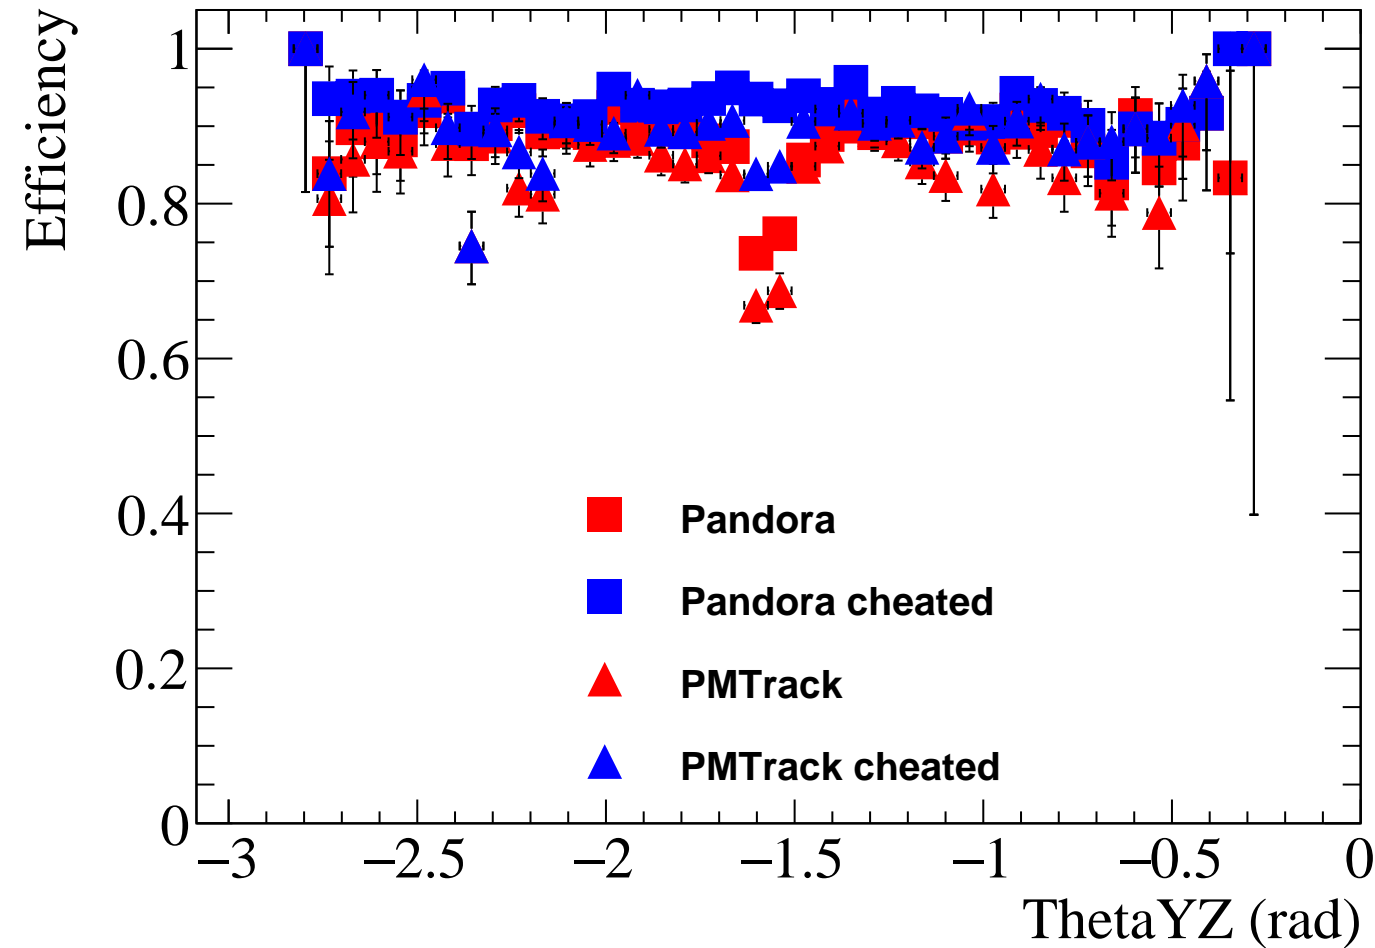 Efficiency
1
0.8
0.6
0.4
0.2
0
Pandora
Pandora cheated
PMTrack
PMTrack cheated
−3 −2.5 −2 −1.5 −1 −0.5 0
ThetaYZ (rad)